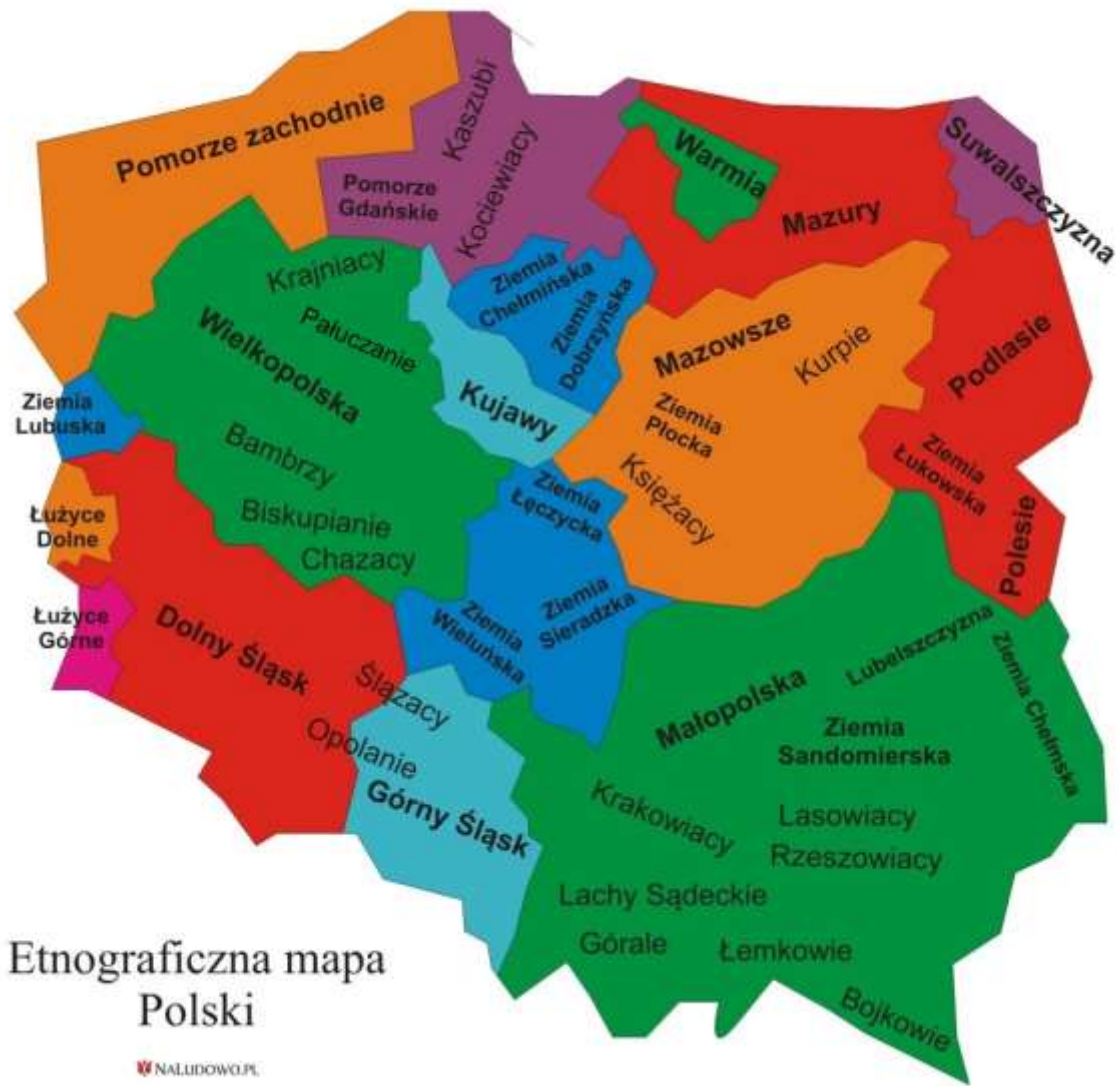 Pomorze zachodnie
Kaszubi
Kociewiacy
Pomorze
Gdańskie
Warmia
Mazury
Suwalszczyzna
Krajniacy
Pałuczanie
Wielkopolska
Ziemia
Chełmińska
Ziemia
Dobrzyńska
Kujawy
Mazowsze
Kurpie
Podlasie
Ziemia
Lubuska
Ziemia
Płocka
Bambrzy
Księżacy
Ziemia
Łukowska
Ziemia
Łęczycka
Łużyce
Dolne
Biskupianie
Chazacy
Polesie
Łużyce
Górne
Dolny Śląsk
Ziemia
Wieluńska
Ziemia
Sieradzka
Ślązacy
Opolanie
Górny Śląsk
Małopolska
Lubelszczyzna
Ziemia Chełmska
Ziemia
Sandomierska
Krakowiacy
Lasowiacy
Rzeszowiacy
Lachy Sądeckie
Górale
Łemkowie
Bojkowie
Etnograficzna mapa
Polski
NALUDOWO.PL